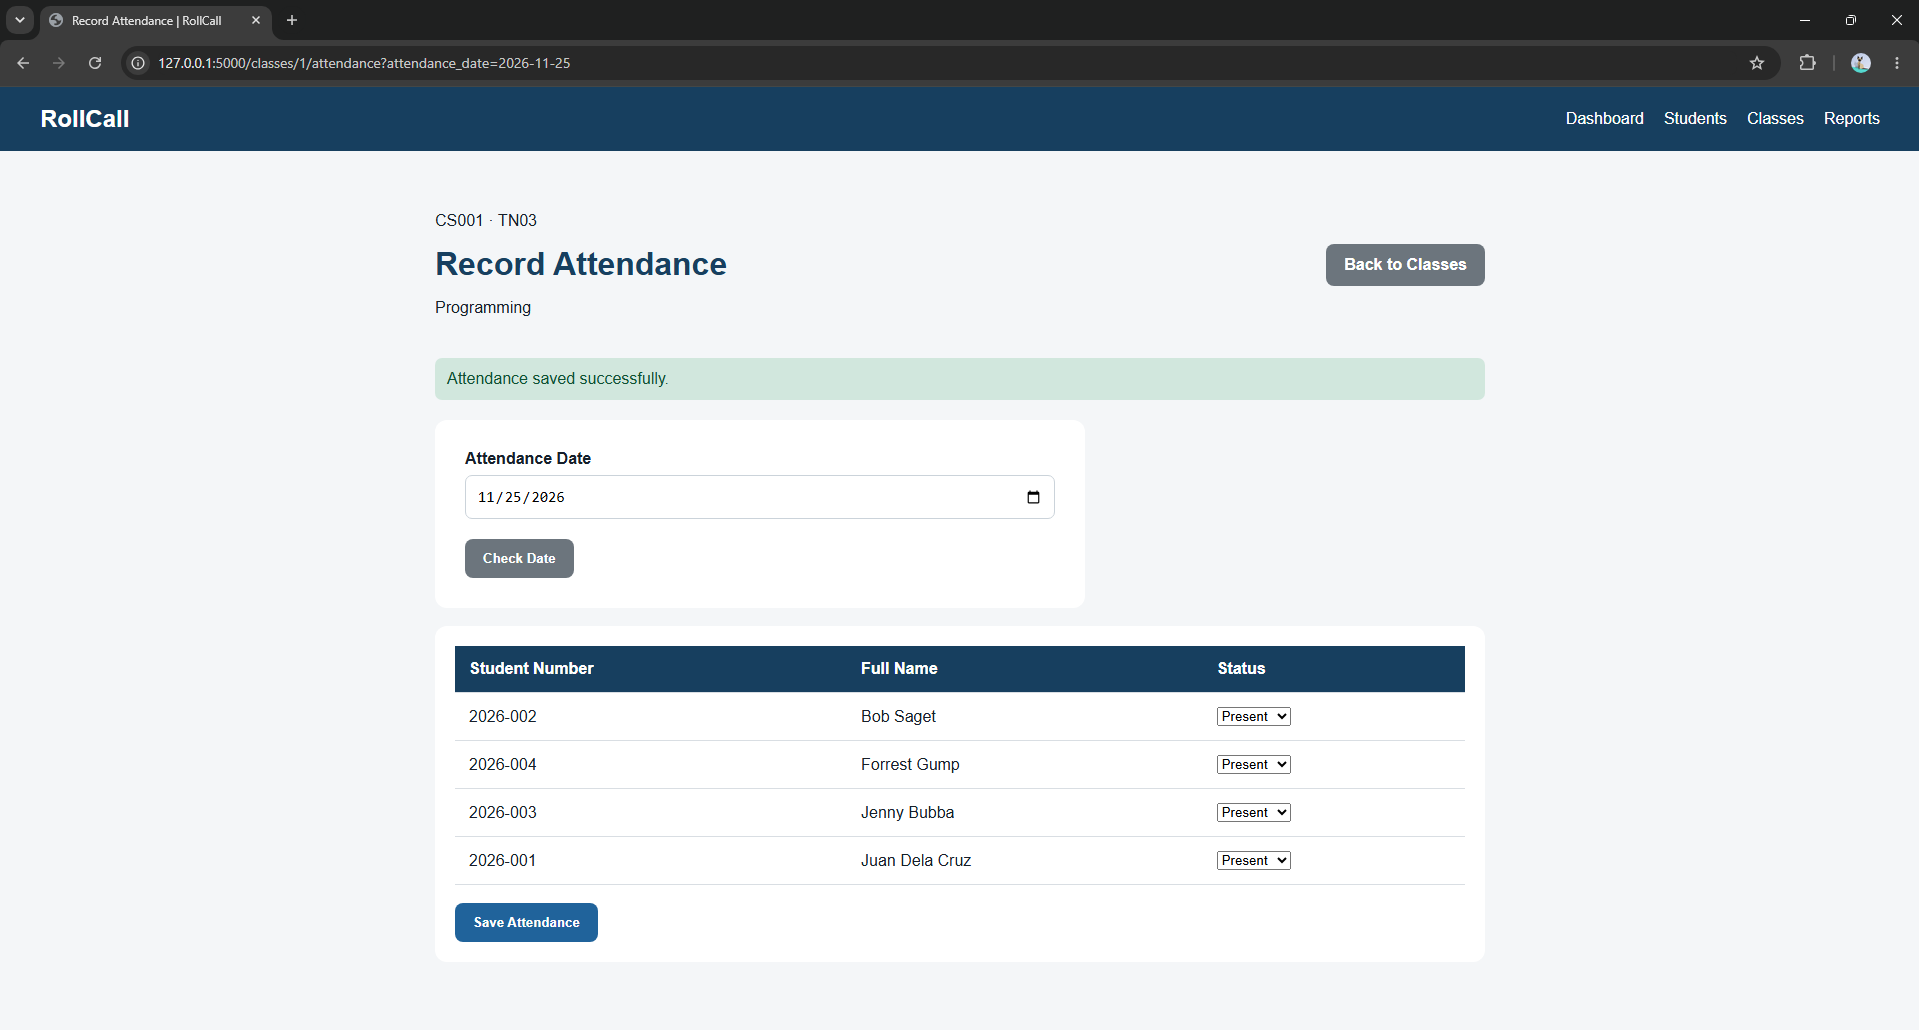 Record Attendance | RollCall
127.0.0.1:5000/classes/1/attendance?attendance_date=2026-11-25
RollCall
Dashboard Students Classes Reports
CS001 · TN03
Record Attendance
Back to Classes
Programming
Attendance saved successfully.
Attendance Date
11/25/2026
Check Date
Student Number Full Name Status
2026-002 Bob Saget Present
2026-004 Forrest Gump Present
2026-003 Jenny Bubba Present
2026-001 Juan Dela Cruz Present
Save Attendance